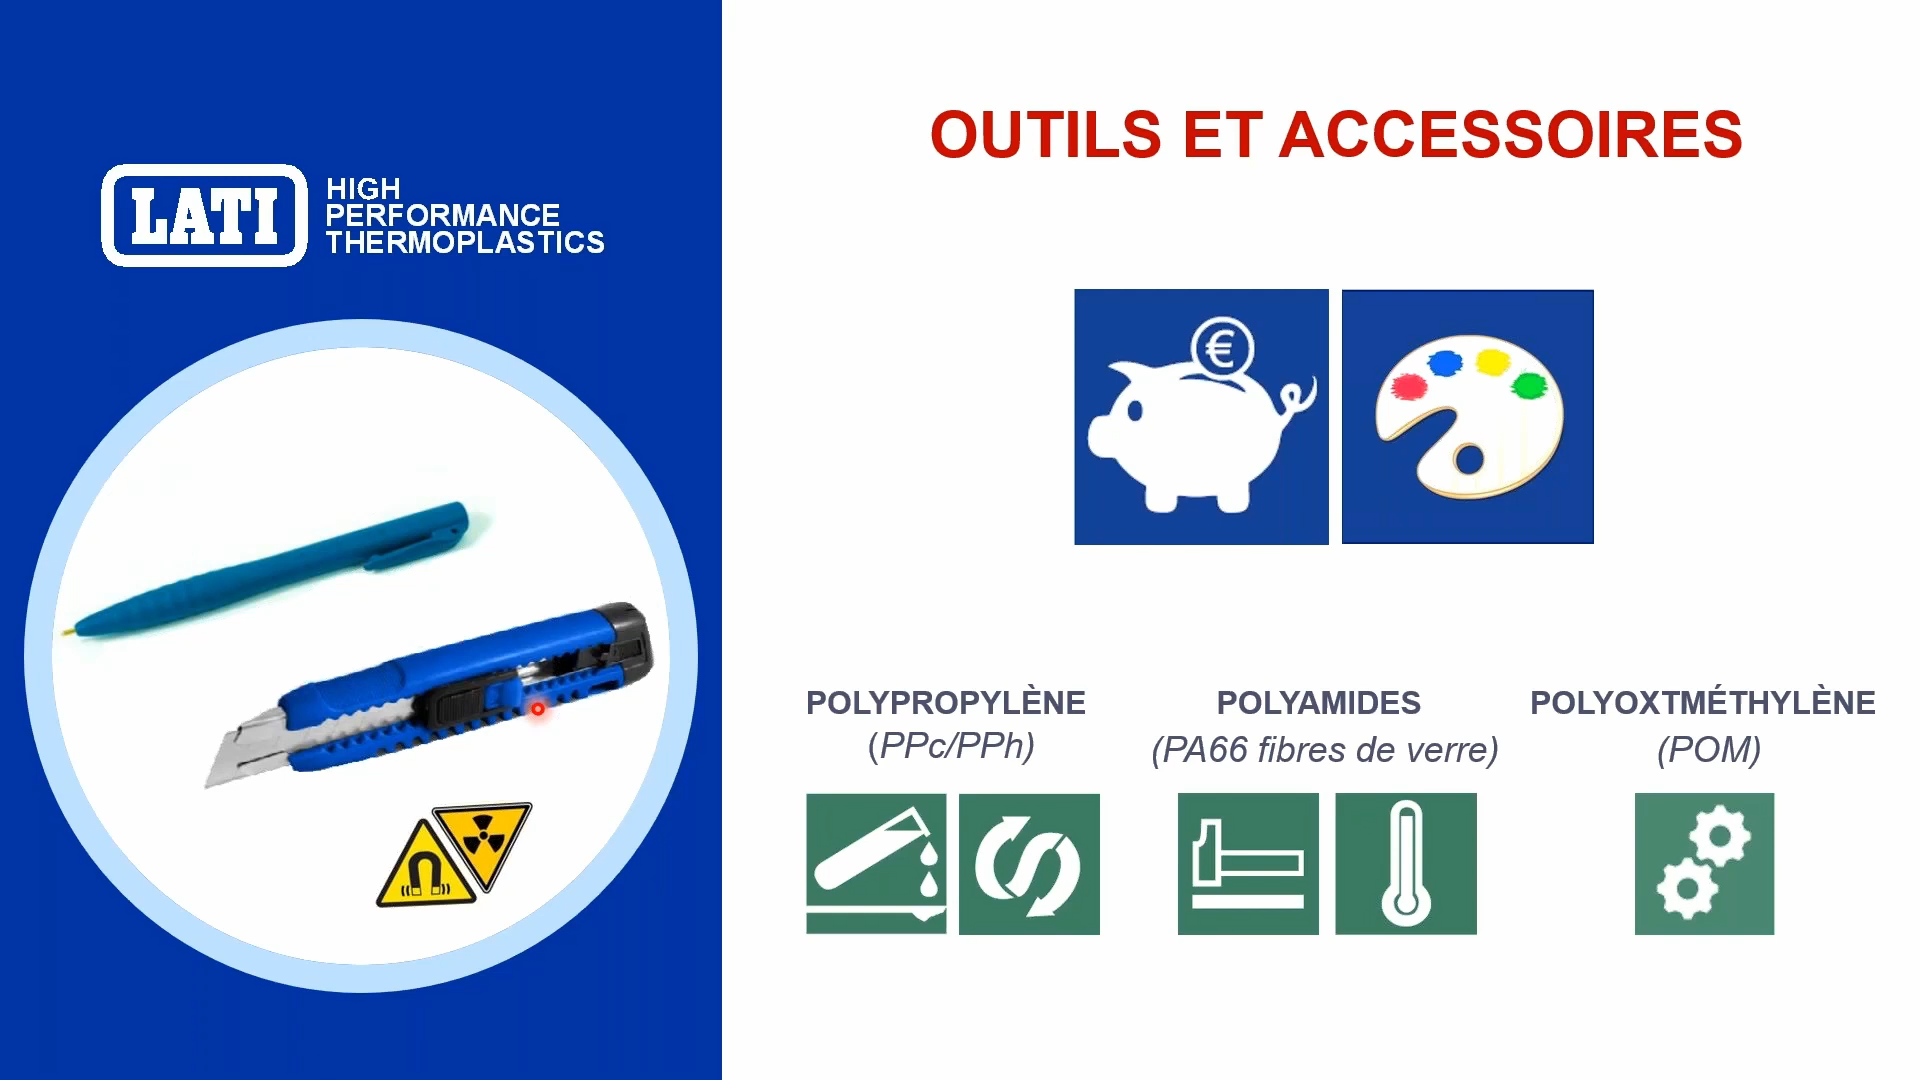 LATI
HIGH
PERFORMANCE
THERMOPLASTICS
OUTILS ET ACCESSOIRES
€
POLYPROPYLÈNE
(PPc/PPh)
POLYAMIDES
(PA66 fibres de verre)
POLYOXTMÉTHYLÈNE
(POM)